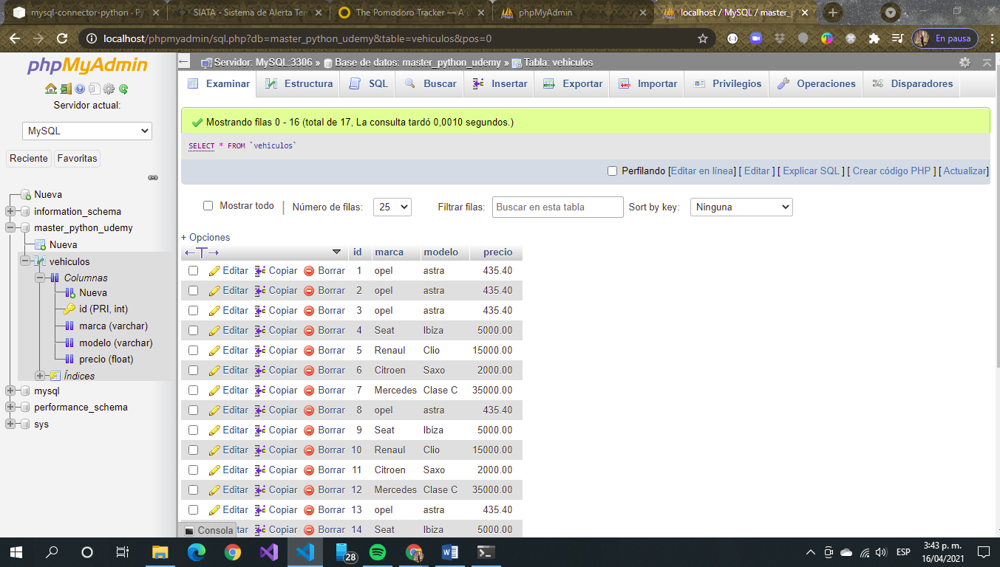 mysql-connector-python · Py
SIATA - Sistema de Alerta Tem
The Pomodoro Tracker — A
phpMyAdmin
localhost / MySQL / master_p
localhost/phpmyadmin/sql.php?db=master_python_udemy&table=vehiculos&pos=0
En pausa
phpMyAdmin
Servidor actual:
MySQL
Reciente Favoritas
Nueva
information_schema
master_python_udemy
Nueva
vehiculos
Columnas
Nueva
id (PRI, int)
marca (varchar)
modelo (varchar)
precio (float)
Índices
mysql
performance_schema
sys
Servidor: MySQL:3306 » Base de datos: master_python_udemy » Tabla: vehiculos
Examinar Estructura SQL Buscar Insertar Exportar Importar Privilegios Operaciones Disparadores
Mostrando filas 0 - 16 (total de 17, La consulta tardó 0,0010 segundos.)
SELECT * FROM `vehiculos`
Perfilando [Editar en línea] [ Editar ] [ Explicar SQL ] [ Crear código PHP ] [ Actualizar]
Mostrar todo | Número de filas: 25 Filtrar filas: Buscar en esta tabla Sort by key: Ninguna
+ Opciones
←T→ id marca modelo precio
Editar Copiar Borrar 1 opel astra 435.40
Editar Copiar Borrar 2 opel astra 435.40
Editar Copiar Borrar 3 opel astra 435.40
Editar Copiar Borrar 4 Seat Ibiza 5000.00
Editar Copiar Borrar 5 Renaul Clio 15000.00
Editar Copiar Borrar 6 Citroen Saxo 2000.00
Editar Copiar Borrar 7 Mercedes Clase C 35000.00
Editar Copiar Borrar 8 opel astra 435.40
Editar Copiar Borrar 9 Seat Ibiza 5000.00
Editar Copiar Borrar 10 Renaul Clio 15000.00
Editar Copiar Borrar 11 Citroen Saxo 2000.00
Editar Copiar Borrar 12 Mercedes Clase C 35000.00
Editar Copiar Borrar 13 opel astra 435.40
Consola tar Copiar Borrar 14 Seat Ibiza 5000.00
28
ESP
3:43 p. m.
16/04/2021